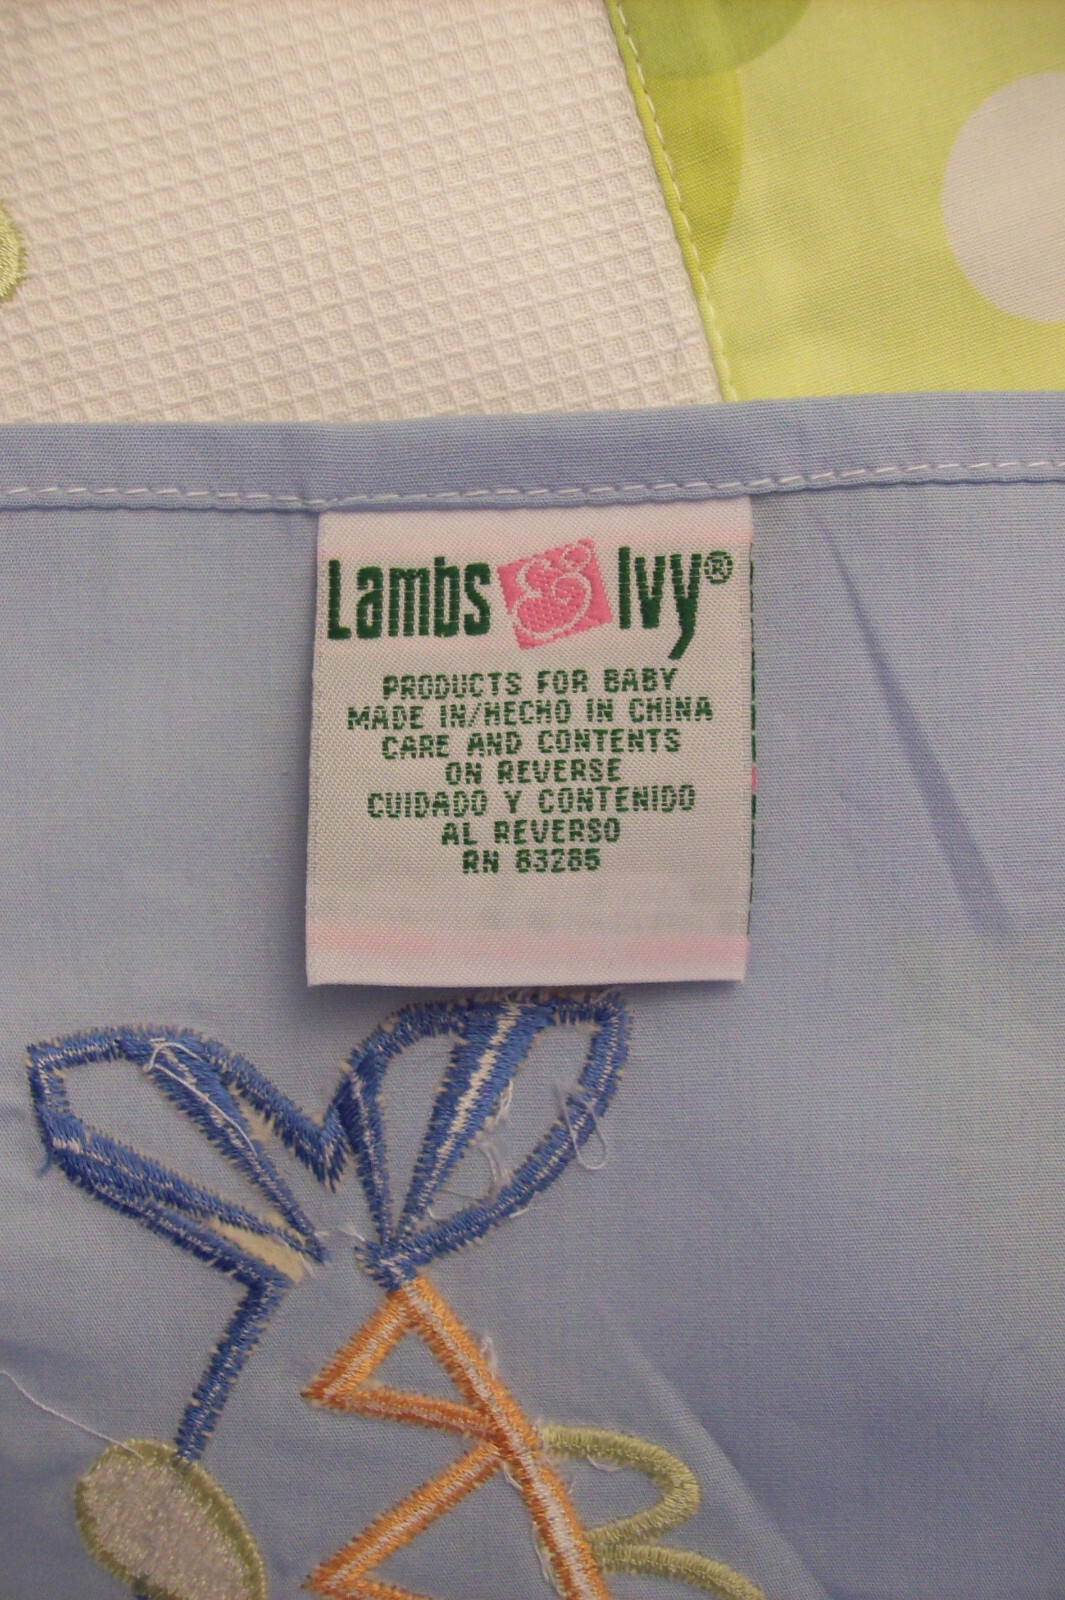 Lambs & Ivy®
PRODUCTS FOR BABY
MADE IN/HECHO IN CHINA
CARE AND CONTENTS
ON REVERSE
CUIDADO Y CONTENIDO
AL REVERSO
RN 83285